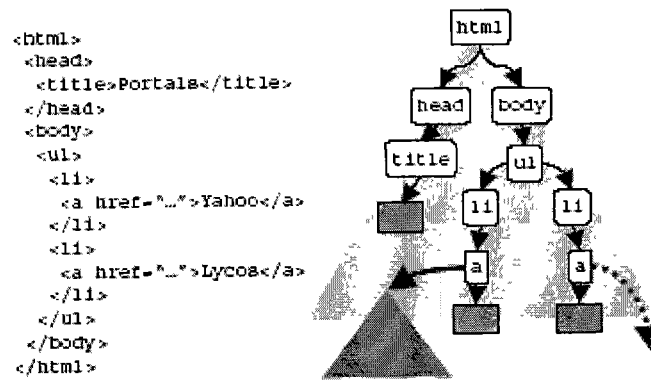 <html>
<head>
<title>Portals</title>
</head>
<body>
<ul>
<li>
<a href="…">Yahoo</a>
</li>
<li>
<a href="…">Lycos</a>
</li>
</ul>
</body>
</html>
html
head body
title ul
li li
a a